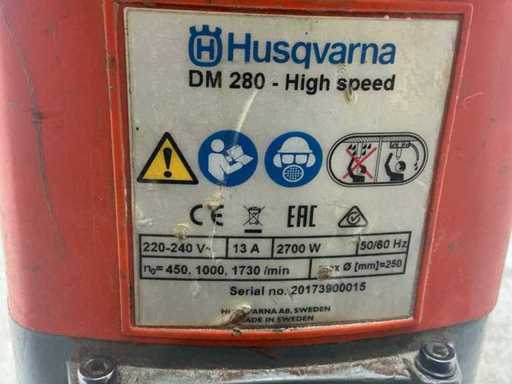 Husqvarna
DM 280 - High speed
CE EAC
220-240 V~ 13 A 2700 W 50/60 Hz
n₀= 450, 1000, 1730 /min max Ø [mm]=250
Serial no. 20173900015
AB, SWEDEN
MADE IN SWEDEN